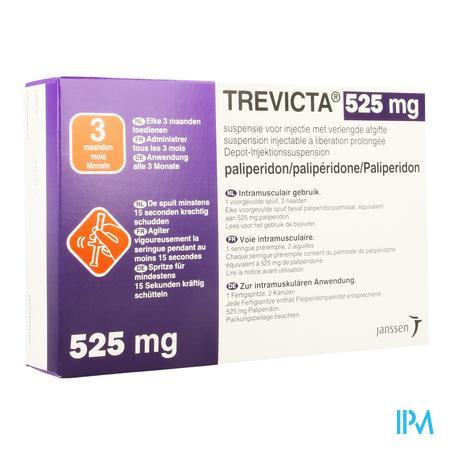 3
maanden
mois
Monate
NL Elke 3 maanden
toedienen
FR Administrer
tous les 3 mois
DE Anwendung
alle 3 Monate
NL De spuit minstens
15 seconden krachtig
schudden
FR Agiter
vigoureusement la
seringue pendant au
moins 15 secondes
DE Spritze für
mindestens
15 Sekunden kräftig
schütteln
525 mg
TREVICTA® 525 mg
suspensie voor injectie met verlengde afgifte
suspension injectable à libération prolongée
Depot-Injektionssuspension
paliperidon/palipéridone/Paliperidon
NL Intramusculair gebruik.
1 voorgevulde spuit, 2 naalden
Elke voorgevulde spuit bevat paliperidonpalmitaat, equivalent
aan 525 mg paliperidon.
Lees voor het gebruik de bijsluiter.
FR Voie intramusculaire.
1 seringue préremplie, 2 aiguilles
Chaque seringue préremplie contient du palmitate de palipéridone
équivalent à 525 mg de palipéridone.
Lire la notice avant utilisation.
DE Zur intramuskulären Anwendung.
1 Fertigspritze, 2 Kanülen
Jede Fertigspritze enthält Paliperidonpalmitat entsprechend
525 mg Paliperidon.
Packungsbeilage beachten.
janssen
IPM